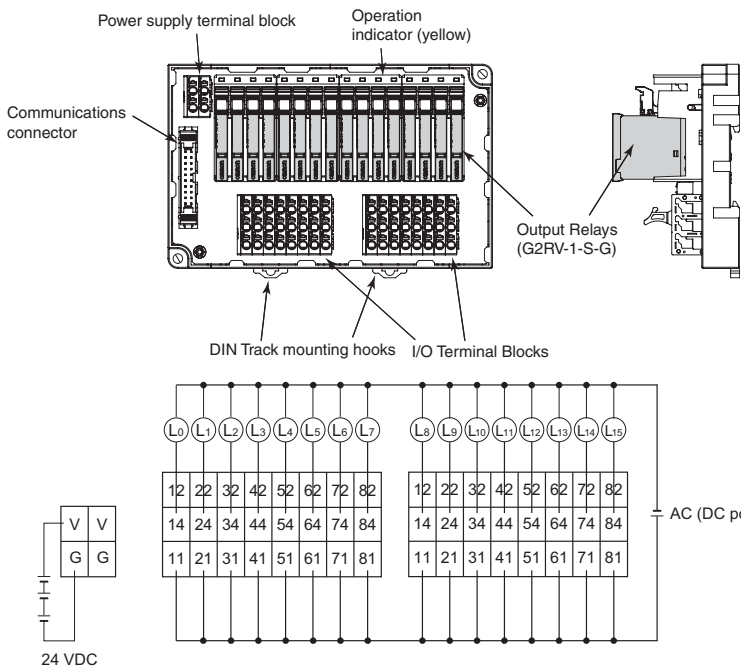 Power supply terminal block
Operation
indicator (yellow)
Communications
connector
Output Relays
(G2RV-1-S-G)
DIN Track mounting hooks
I/O Terminal Blocks
L0 L1 L2 L3 L4 L5 L6 L7 L8 L9 L10 L11 L12 L13 L14 L15
12 22 32 42 52 62 72 82 12 22 32 42 52 62 72 82
V V 14 24 34 44 54 64 74 84 14 24 34 44 54 64 74 84 AC (DC po
G G 11 21 31 41 51 61 71 81 11 21 31 41 51 61 71 81
24 VDC